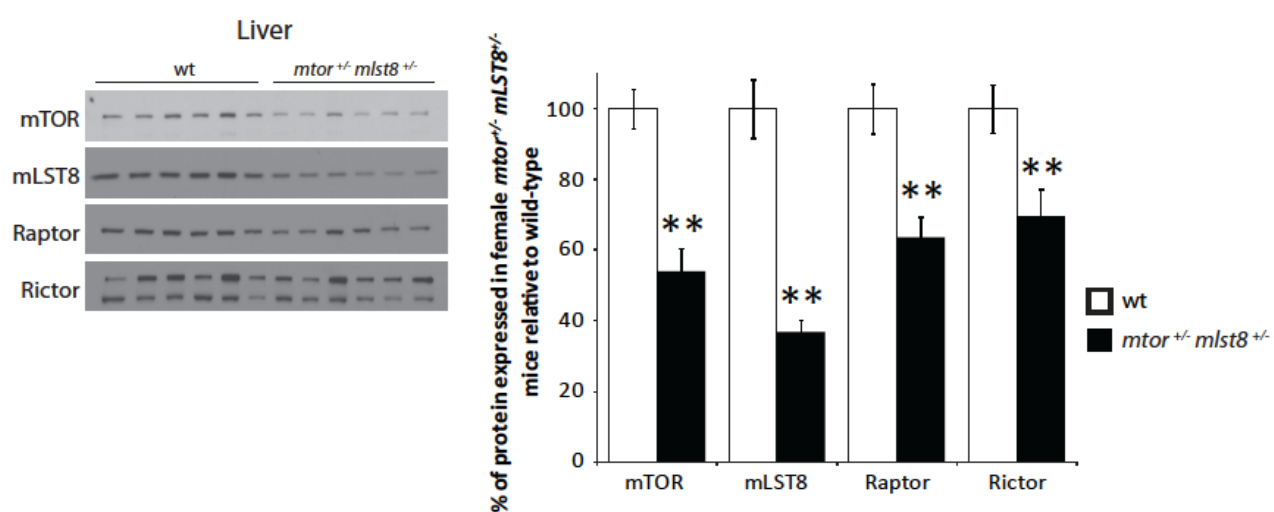 Liver
wt
mtor +/- mlst8 +/-
mTOR
mLST8
Raptor
Rictor
% of protein expressed in female mtor+/- mLST8+/-
mice relative to wild-type
100
80
60
40
20
0
**
**
**
**
mTOR
mLST8
Raptor
Rictor
wt
mtor +/- mlst8 +/-